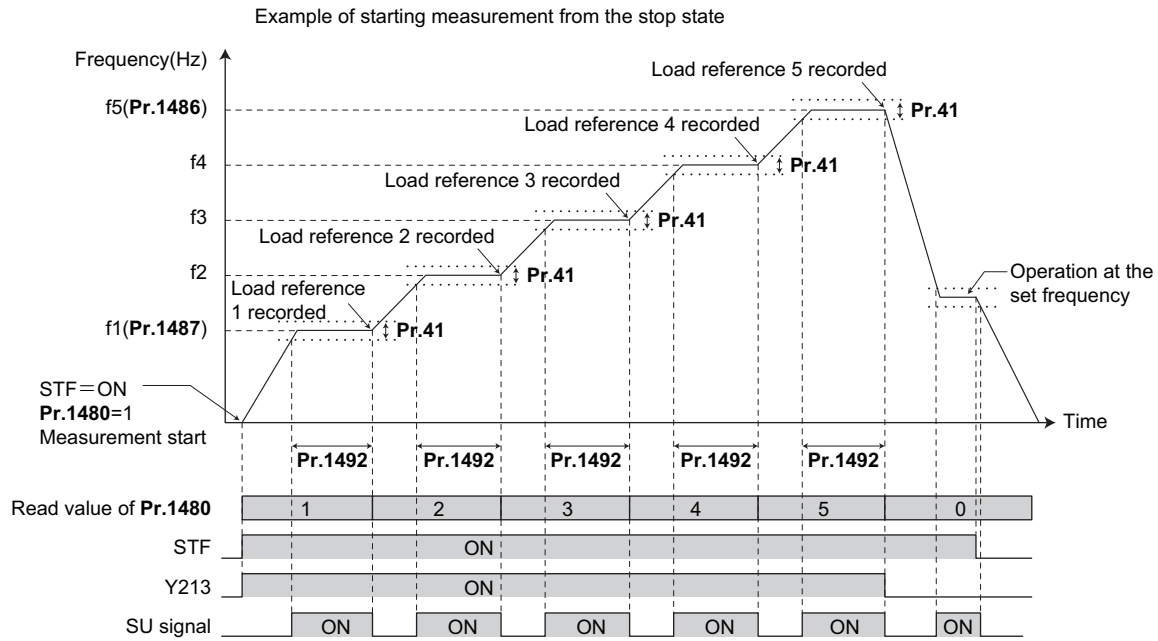 Example of starting measurement from the stop state
Frequency(Hz)
Load reference 5 recorded
f5(Pr.1486)
Pr.41
Load reference 4 recorded
f4
Pr.41
Load reference 3 recorded
f3
Pr.41
Load reference 2 recorded
f2
Pr.41
Operation at the
set frequency
Load reference
1 recorded
f1(Pr.1487)
Pr.41
STF=ON
Pr.1480=1
Measurement start
Time
Pr.1492 Pr.1492 Pr.1492 Pr.1492 Pr.1492
Read value of Pr.1480 1 2 3 4 5 0
STF ON
Y213 ON
SU signal ON ON ON ON ON ON